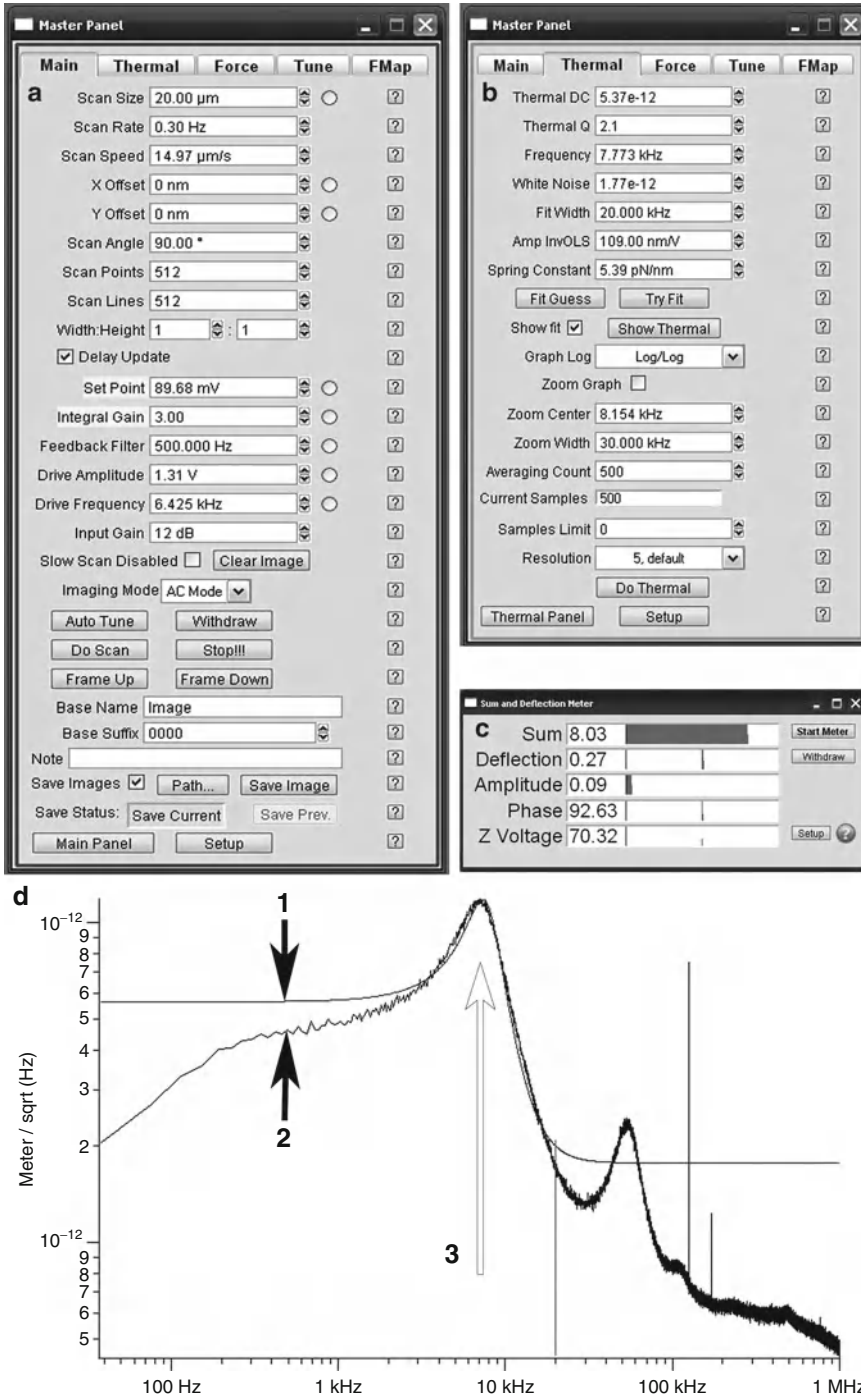 Master Panel
Main Thermal Force Tune FMap
a
Scan Size 20.00 µm ?
Scan Rate 0.30 Hz ?
Scan Speed 14.97 µm/s ?
X Offset 0 nm ?
Y Offset 0 nm ?
Scan Angle 90.00 ° ?
Scan Points 512 ?
Scan Lines 512 ?
Width:Height 1 : 1 ?
Delay Update ?
Set Point 89.68 mV ?
Integral Gain 3.00 ?
Feedback Filter 500.000 Hz ?
Drive Amplitude 1.31 V ?
Drive Frequency 6.425 kHz ?
Input Gain 12 dB ?
Slow Scan Disabled Clear Image ?
Imaging Mode AC Mode ?
Auto Tune Withdraw ?
Do Scan Stop!!! ?
Frame Up Frame Down ?
Base Name Image ?
Base Suffix 0000 ?
Note ?
Save Images Path... Save Image ?
Save Status: Save Current Save Prev. ?
Main Panel Setup ?
Master Panel
Main Thermal Force Tune FMap
b
Thermal DC 5.37e-12 ?
Thermal Q 2.1 ?
Frequency 7.773 kHz ?
White Noise 1.77e-12 ?
Fit Width 20.000 kHz ?
Amp InvOLS 109.00 nm/V ?
Spring Constant 5.39 pN/nm ?
Fit Guess Try Fit ?
Show fit Show Thermal ?
Graph Log Log/Log ?
Zoom Graph ?
Zoom Center 8.154 kHz ?
Zoom Width 30.000 kHz ?
Averaging Count 500 ?
Current Samples 500 ?
Samples Limit 0 ?
Resolution 5, default ?
Do Thermal ?
Thermal Panel Setup ?
Sum and Deflection Meter
c
Sum 8.03 Start Meter
Deflection 0.27 Withdraw
Amplitude 0.09
Phase 92.63
Z Voltage 70.32 Setup ?
d
Meter / sqrt (Hz)
10⁻¹²
9
8
7
6
5
4
3
2
10⁻¹²
9
8
7
6
5
1
2
3
100 Hz 1 kHz 10 kHz 100 kHz 1 MHz